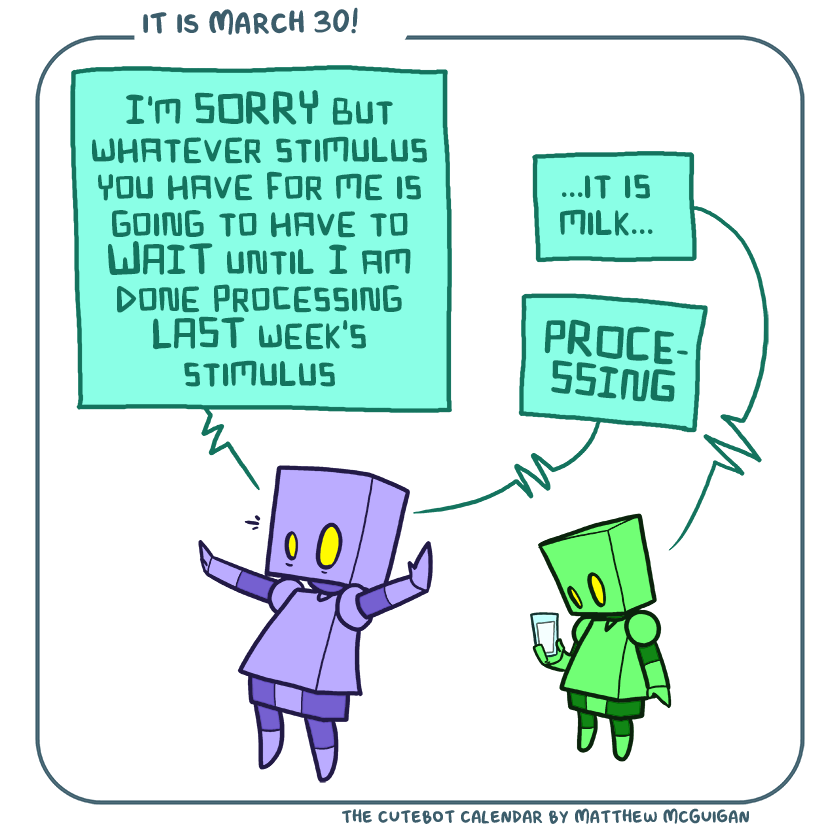 IT IS MARCH 30!
I'M SORRY BUT
WHATEVER STIMULUS
YOU HAVE FOR ME IS
GOING TO HAVE TO
WAIT UNTIL I AM
DONE PROCESSING
LAST WEEK'S
STIMULUS
...IT IS
MILK...
PROCE-
SSING
THE CUTEBOT CALENDAR BY MATTHEW MCGUIGAN